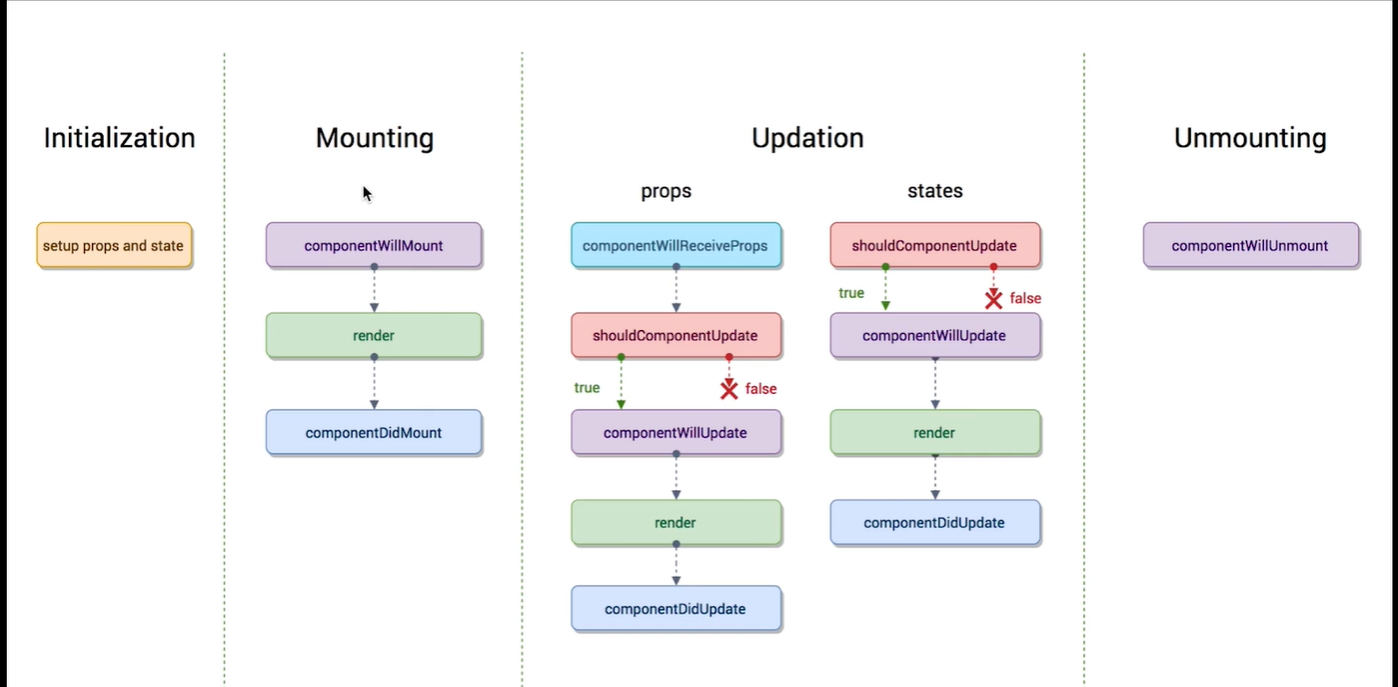 Initialization
setup props and state
Mounting
componentWillMount
render
componentDidMount
Updation
props
componentWillReceiveProps
shouldComponentUpdate
true
false
componentWillUpdate
render
componentDidUpdate
states
shouldComponentUpdate
true
false
componentWillUpdate
render
componentDidUpdate
Unmounting
componentWillUnmount